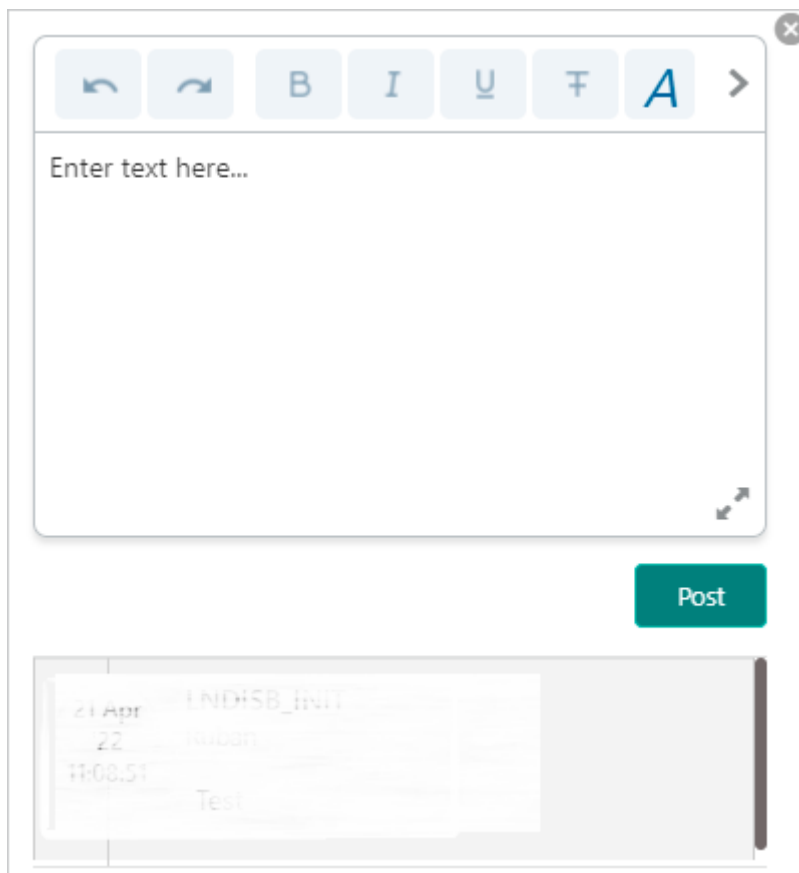 B I U T A
Enter text here...
Post
21 Apr LNDISB_INIT
22
11:08.51
Test